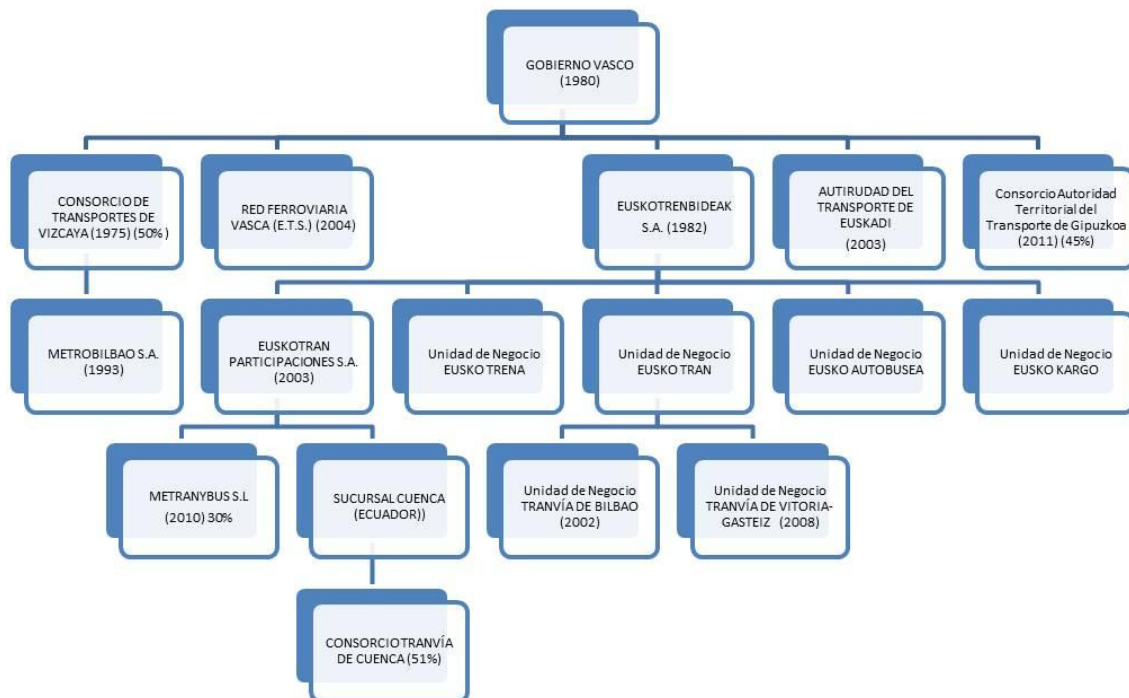 GOBIERNO VASCO
(1980)
CONSORCIO DE
TRANSPORTES DE
VIZCAYA (1975) (50%)
RED FERROVIARIA
VASCA (E.T.S.) (2004)
EUSKOTRENBIDEAK
S.A. (1982)
AUTIRUDAD DEL
TRANSPORTE DE
EUSKADI
(2003)
Consorcio Autoridad
Territorial del
Transporte de Gipuzkoa
(2011) (45%)
METROBILBAO S.A.
(1993)
EUSKOTRAN
PARTICIPACIONES S.A.
(2003)
Unidad de Negocio
EUSKO TRENA
Unidad de Negocio
EUSKO TRAN
Unidad de Negocio
EUSKO AUTOBUSEA
Unidad de Negocio
EUSKO KARGO
METRANYBUS S.L
(2010) 30%
SUCURSAL CUENCA
(ECUADOR))
Unidad de Negocio
TRANVÍA DE BILBAO
(2002)
Unidad de Negocio
TRANVÍA DE VITORIA-
GASTEIZ (2008)
CONSORCIO TRANVÍA
DE CUENCA (51%)